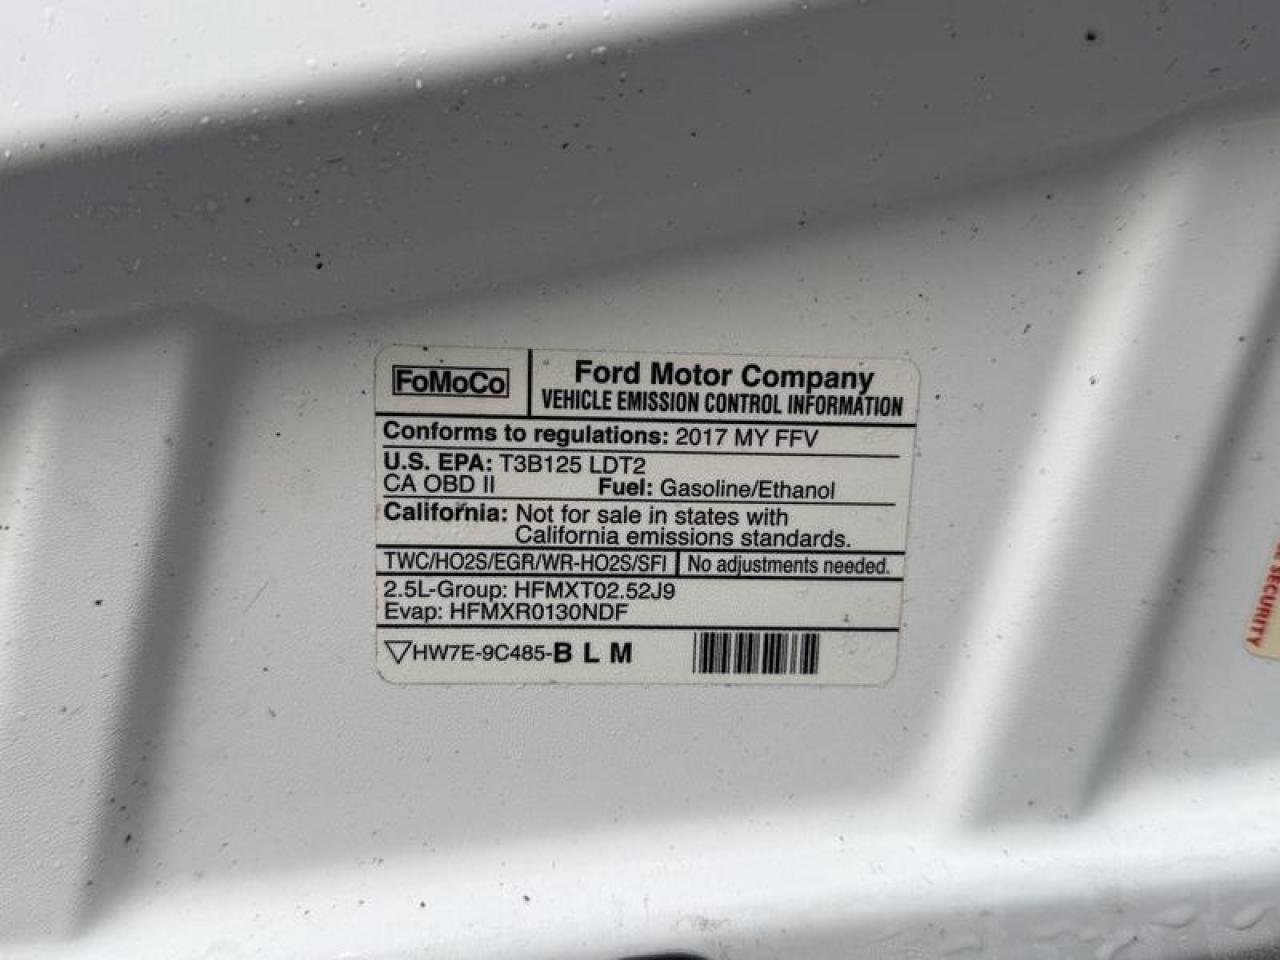 FoMoCo
Ford Motor Company
VEHICLE EMISSION CONTROL INFORMATION
Conforms to regulations: 2017 MY FFV
U.S. EPA: T3B125 LDT2
CA OBD II Fuel: Gasoline/Ethanol
California: Not for sale in states with
California emissions standards.
TWC/HO2S/EGR/WR-HO2S/SFI No adjustments needed.
2.5L-Group: HFMXT02.52J9
Evap: HFMXR0130NDF
HW7E-9C485-B L M
SECURITY